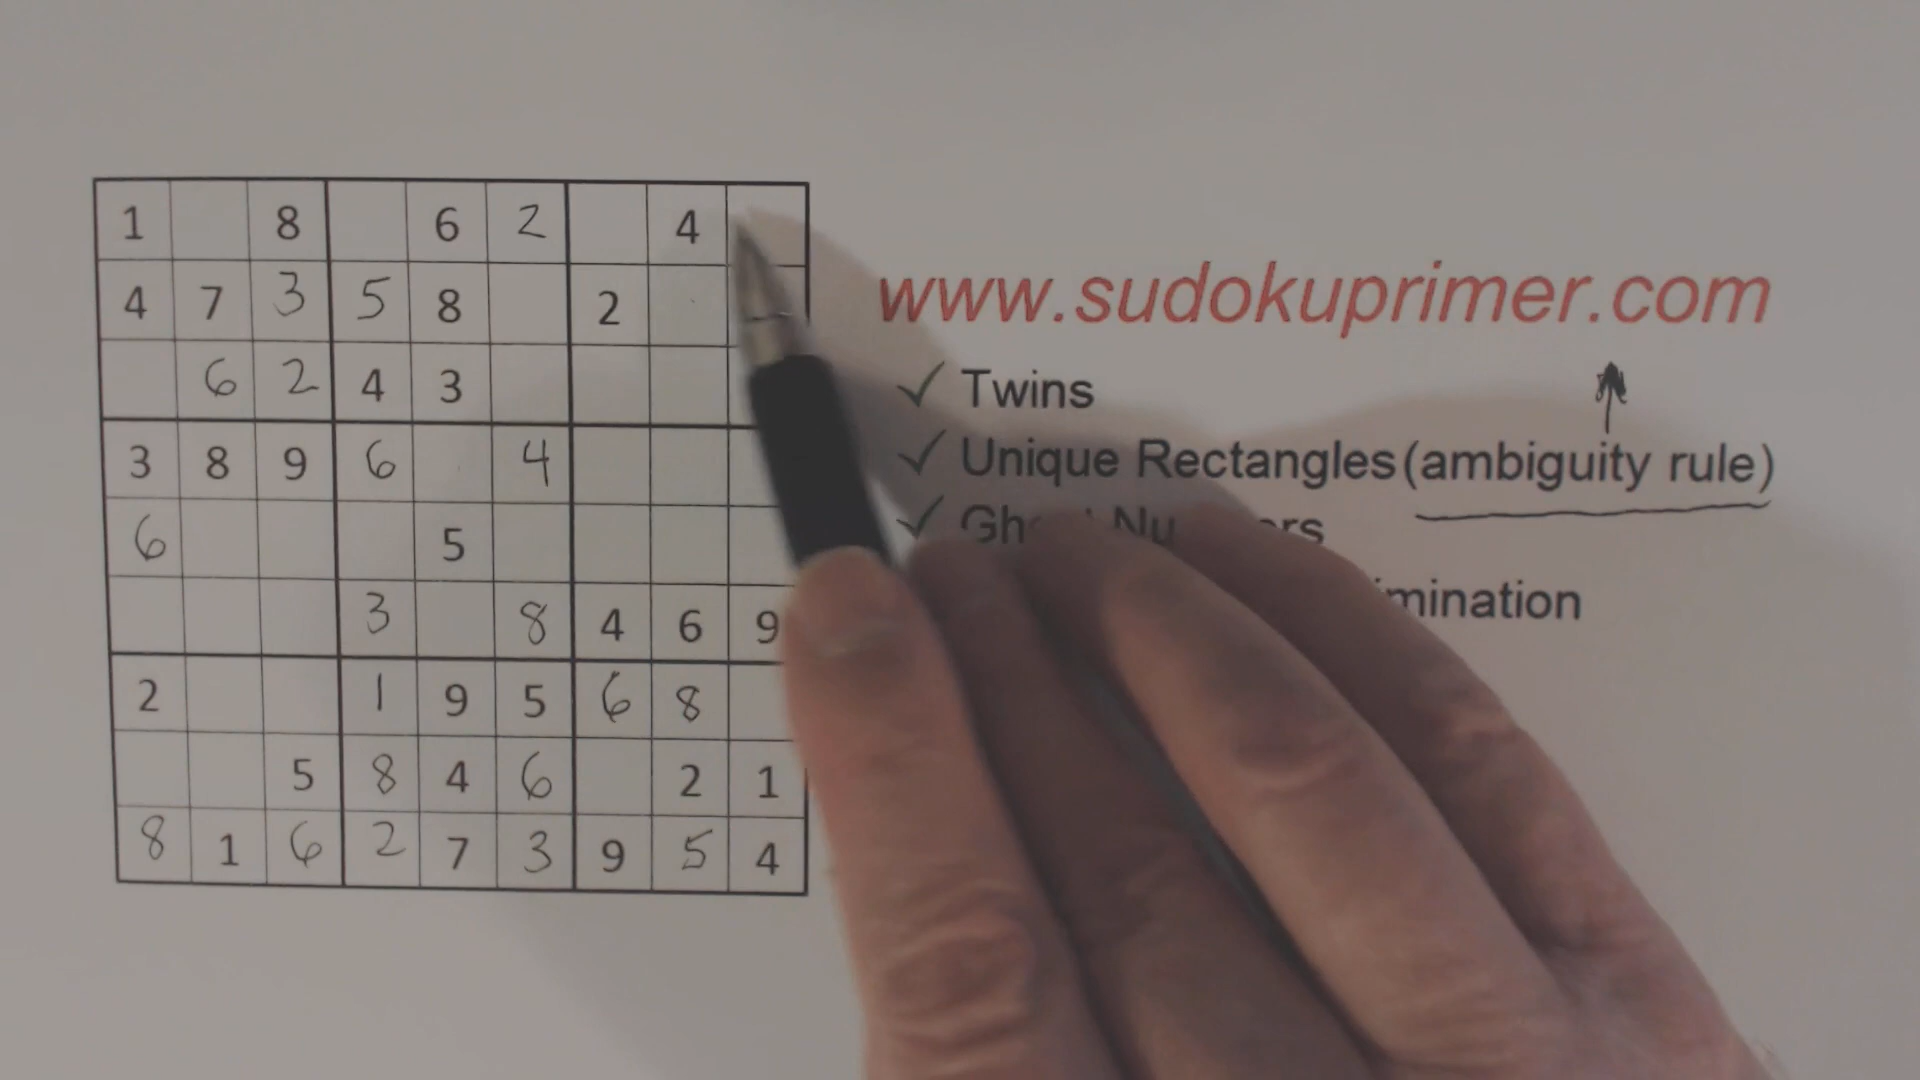 1 8 6 2 4
4 7 3 5 8 2
6 2 4 3
3 8 9 6 4
6 5
3 8 4 6 9
2 1 9 5 6 8
5 8 4 6 2 1
8 1 6 2 7 3 9 5 4
www.sudokuprimer.com
✓ Twins
✓ Unique Rectangles (ambiguity rule)